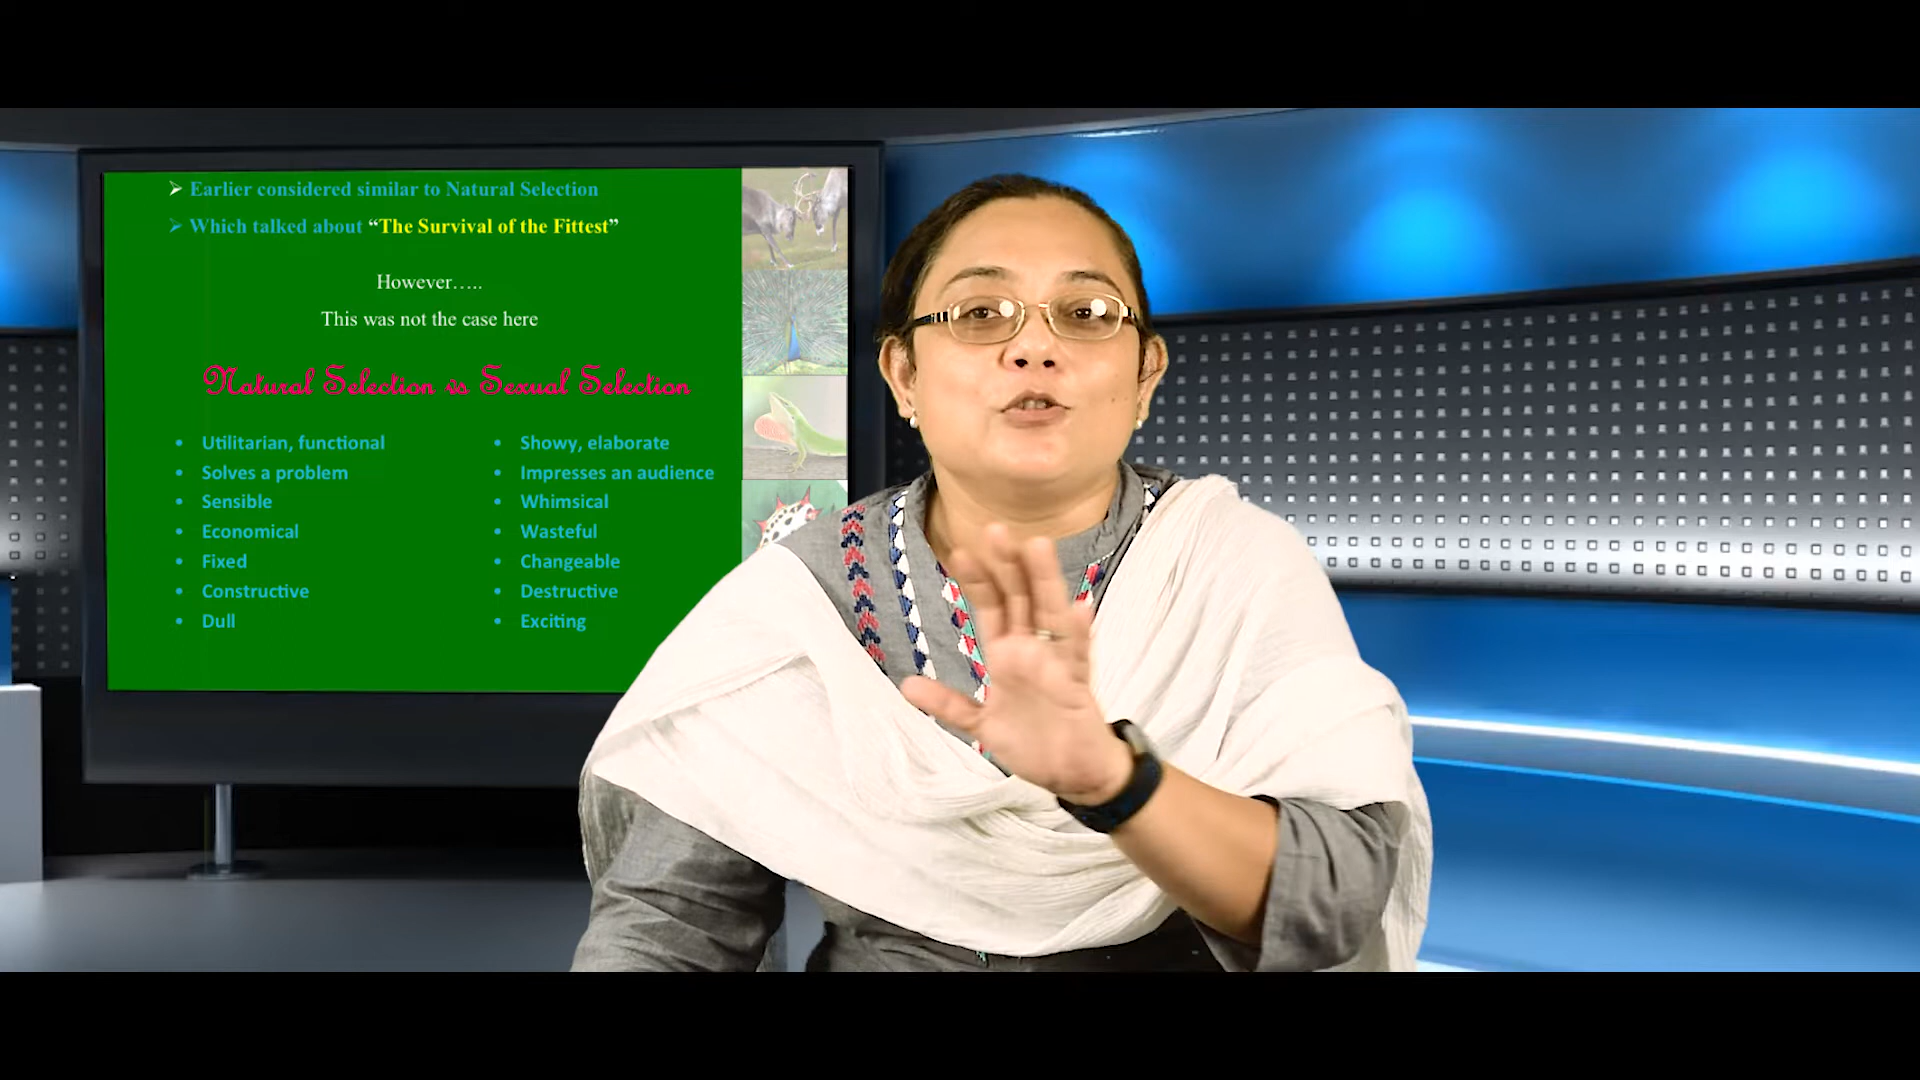 Earlier considered similar to Natural Selection
Which talked about “The Survival of the Fittest”
However…..
This was not the case here
Natural Selection vs Sexual Selection
Utilitarian, functional
Solves a problem
Sensible
Economical
Fixed
Constructive
Dull
Showy, elaborate
Impresses an audience
Whimsical
Wasteful
Changeable
Destructive
Exciting